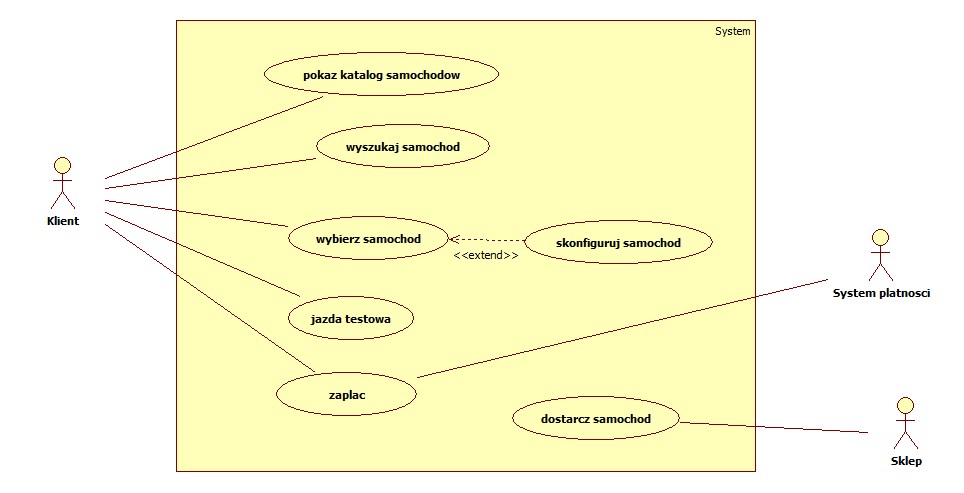 System
pokaz katalog samochodow
wyszukaj samochod
Klient
wybierz samochod
<<extend>>
skonfiguruj samochod
System platnosci
jazda testowa
zaplac
dostarcz samochod
Sklep